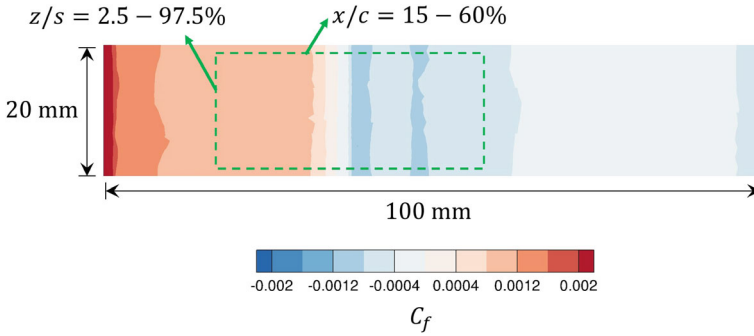 z/s = 2.5 – 97.5% x/c = 15 – 60%
20 mm
100 mm
-0.002 -0.0012 -0.0004 0.0004 0.0012 0.002
C_f